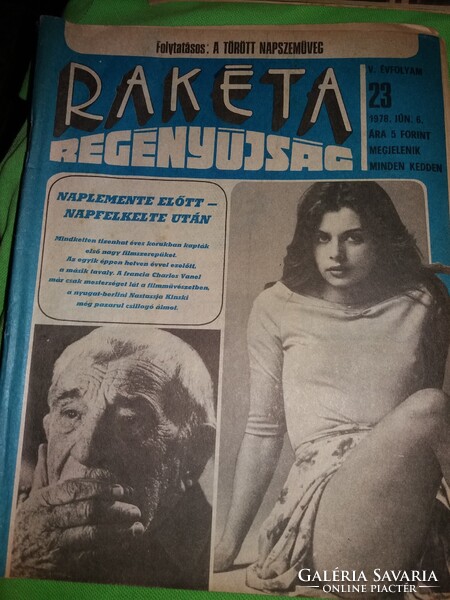 Folytatásos: A TÖRÖTT NAPSZEMÜVEG
RAKÉTA
REGÉNYÚJSÁG
V. ÉVFOLYAM
23
1978. JÚN. 6.
ÁRA 5 FORINT
MEGJELENIK
MINDEN KEDDEN
NAPLEMENTE ELŐTT —
NAPFELKELTE UTÁN
Mindketten tizenhat éves korukban kapták
első nagy filmszerepüket.
Az egyik éppen hetven évvel ezelőtt,
a másik tavaly. A francia Charles Vanel
már csak mesterséget lát a filmművészetben,
a nyugat-berlini Nastassja Kinski
még pazarul csillogó álmot.
GALÉRIA SAVARIA
ONLINE PIACTÉR